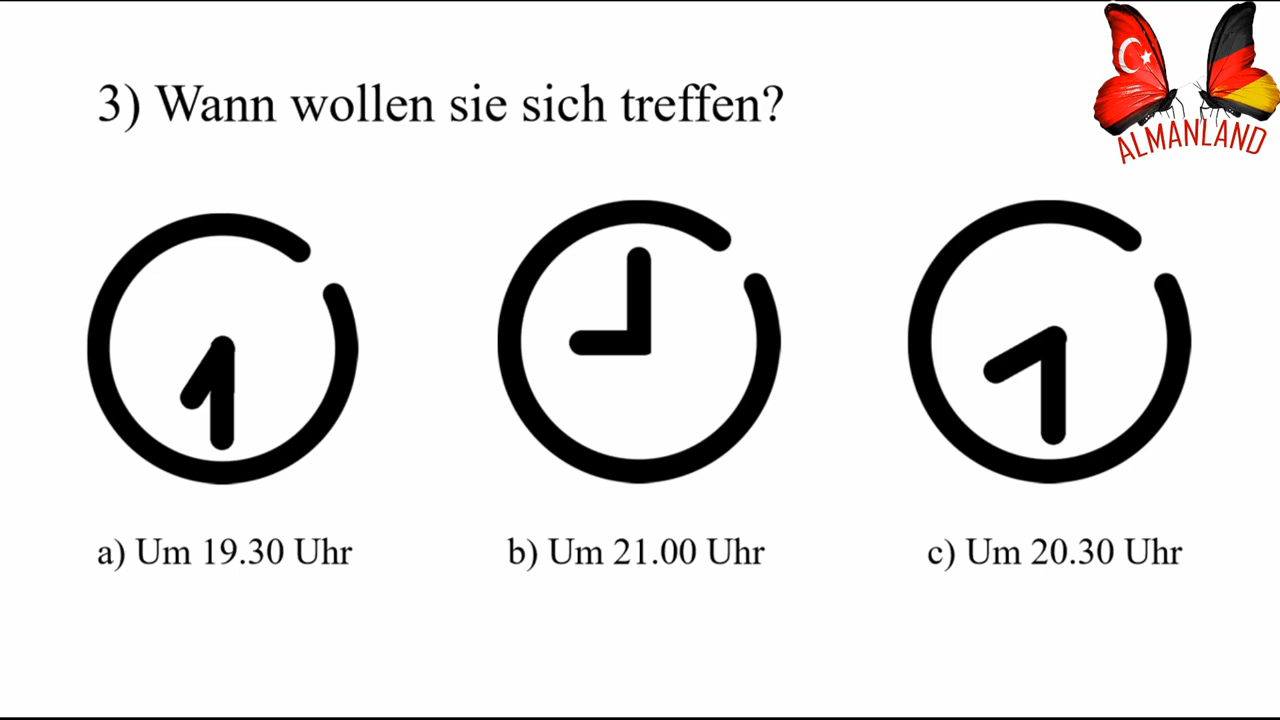 3) Wann wollen sie sich treffen?
ALMANLAND
a) Um 19.30 Uhr
b) Um 21.00 Uhr
c) Um 20.30 Uhr